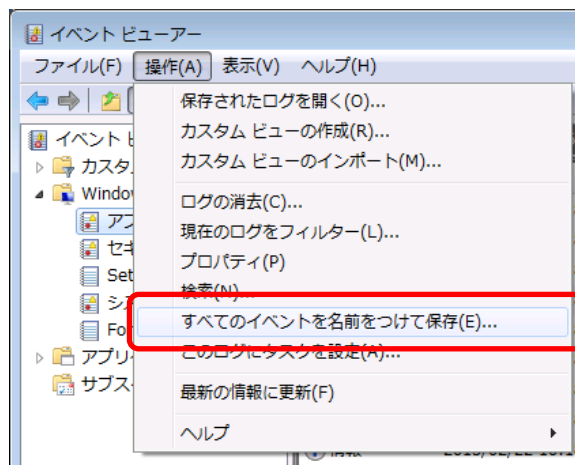 イベント ビューアー
ファイル(F) 操作(A) 表示(V) ヘルプ(H)
保存されたログを開く(O)...
カスタム ビューの作成(R)...
カスタム ビューのインポート(M)...
ログの消去(C)...
現在のログをフィルター(L)...
プロパティ(P)
検索(N)...
すべてのイベントを名前をつけて保存(E)...
このログにタスクを設定(A)...
最新の情報に更新(F)
ヘルプ
イベント
カスタ
Windo
アプ
セキ
Set
シス
For
アプリ
サブス
情報